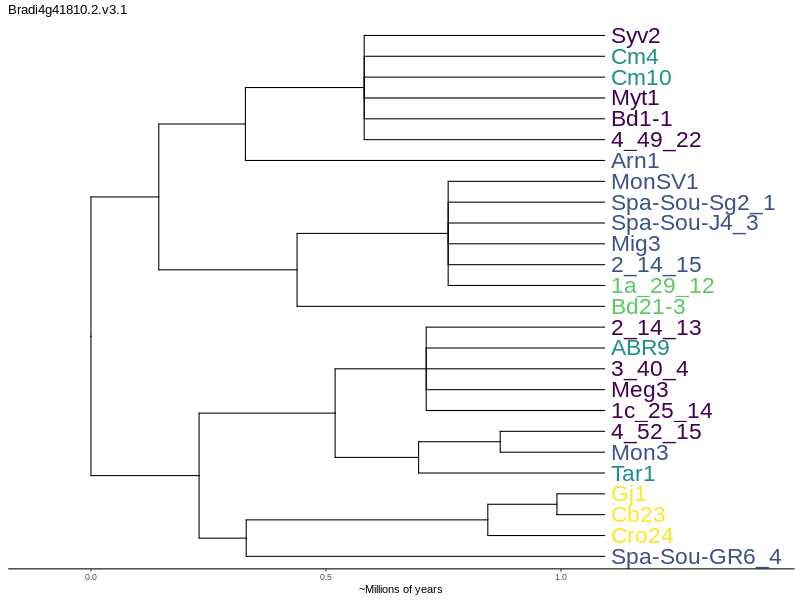 Bradi4g41810.2.v3.1
Syv2
Cm4
Cm10
Myt1
Bd1-1
4_49_22
Arn1
MonSV1
Spa-Sou-Sg2_1
Spa-Sou-J4_3
Mig3
2_14_15
1a_29_12
Bd21-3
2_14_13
ABR9
3_40_4
Meg3
1c_25_14
4_52_15
Mon3
Tar1
Gj1
Cb23
Cro24
Spa-Sou-GR6_4
0.0 0.5 1.0
~Millions of years